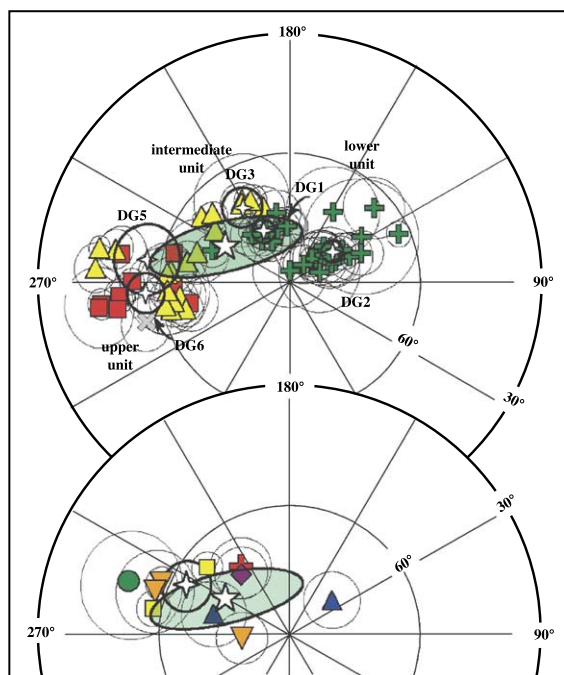 180°
intermediate
unit
lower
unit
DG3
DG1
DG5
270°
90°
DG2
upper
unit
DG6
60°
30°
180°
30°
60°
270°
90°